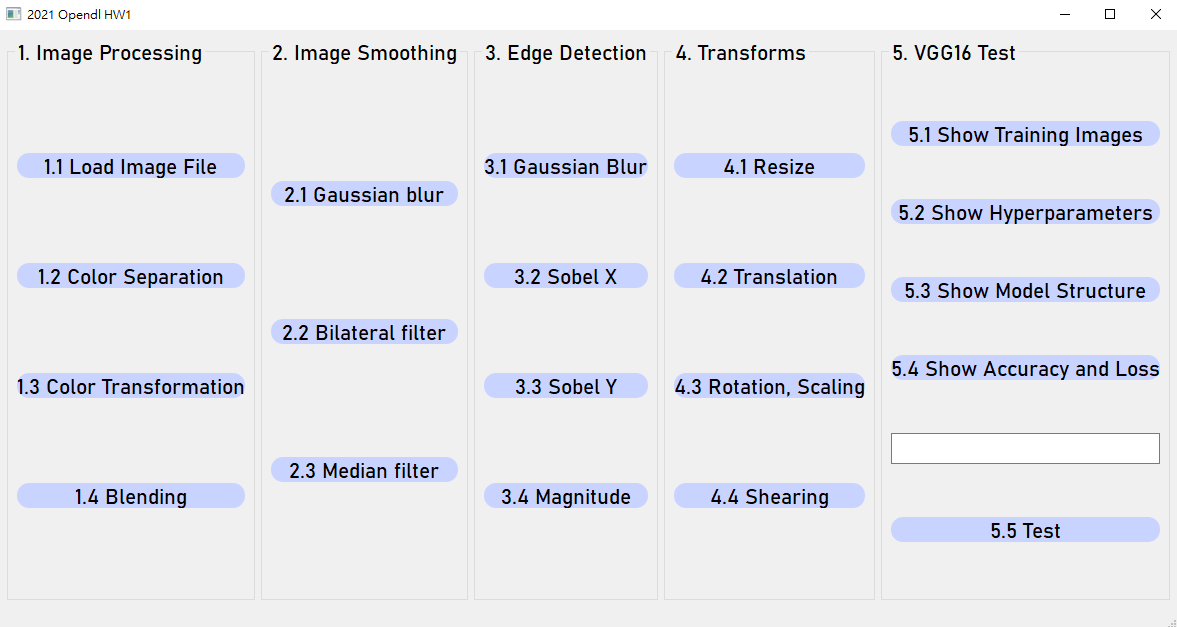 2021 Opendl HW1
1. Image Processing
1.1 Load Image File
1.2 Color Separation
1.3 Color Transformation
1.4 Blending
2. Image Smoothing
2.1 Gaussian blur
2.2 Bilateral filter
2.3 Median filter
3. Edge Detection
3.1 Gaussian Blur
3.2 Sobel X
3.3 Sobel Y
3.4 Magnitude
4. Transforms
4.1 Resize
4.2 Translation
4.3 Rotation, Scaling
4.4 Shearing
5. VGG16 Test
5.1 Show Training Images
5.2 Show Hyperparameters
5.3 Show Model Structure
5.4 Show Accuracy and Loss
5.5 Test